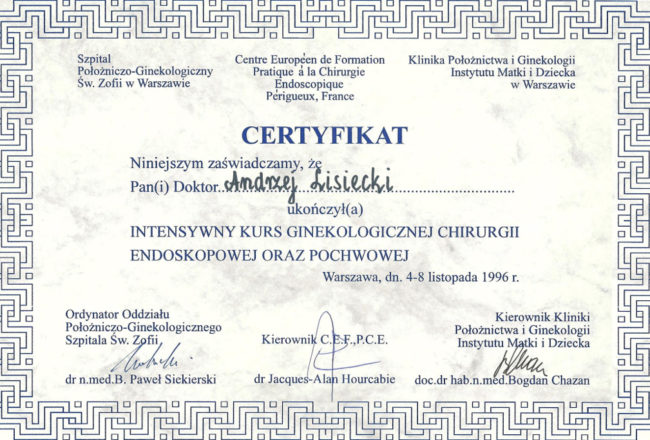 Szpital
Położniczo-Ginekologiczny
Św. Zofii w Warszawie
Centre Européen de Formation
Pratique à la Chirurgie
Endoscopique
Périgueux, France
Klinika Położnictwa i Ginekologii
Instytutu Matki i Dziecka
w Warszawie
CERTYFIKAT
Niniejszym zaświadczamy, że
Pan(i) Doktor Andrzej Lisiecki
ukończył(a)
INTENSYWNY KURS GINEKOLOGICZNEJ CHIRURGII
ENDOSKOPOWEJ ORAZ POCHWOWEJ
Warszawa, dn. 4-8 listopada 1996 r.
Ordynator Oddziału
Położniczo-Ginekologicznego
Szpitala Św. Zofii
dr n.med.B. Paweł Siekierski
Kierownik C.E.F.,P.C.E.
dr Jacques-Alan Hourcabie
Kierownik Kliniki
Położnictwa i Ginekologii
Instytutu Matki i Dziecka
doc.dr hab.n.med.Bogdan Chazan